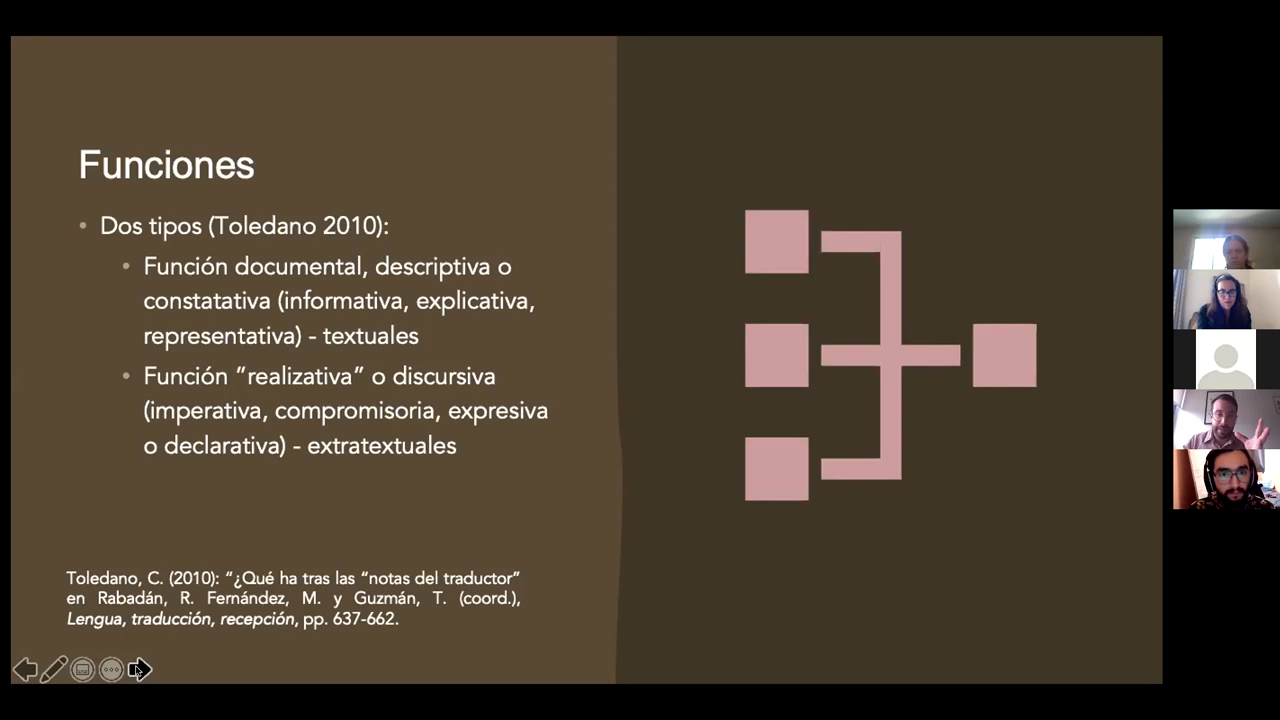 Funciones
• Dos tipos (Toledano 2010):
• Función documental, descriptiva o
constatativa (informativa, explicativa,
representativa) - textuales
• Función “realizativa” o discursiva
(imperativa, compromisoria, expresiva
o declarativa) - extratextuales
Toledano, C. (2010): “¿Qué ha tras las “notas del traductor”
en Rabadán, R. Fernández, M. y Guzmán, T. (coord.),
Lengua, traducción, recepción, pp. 637-662.